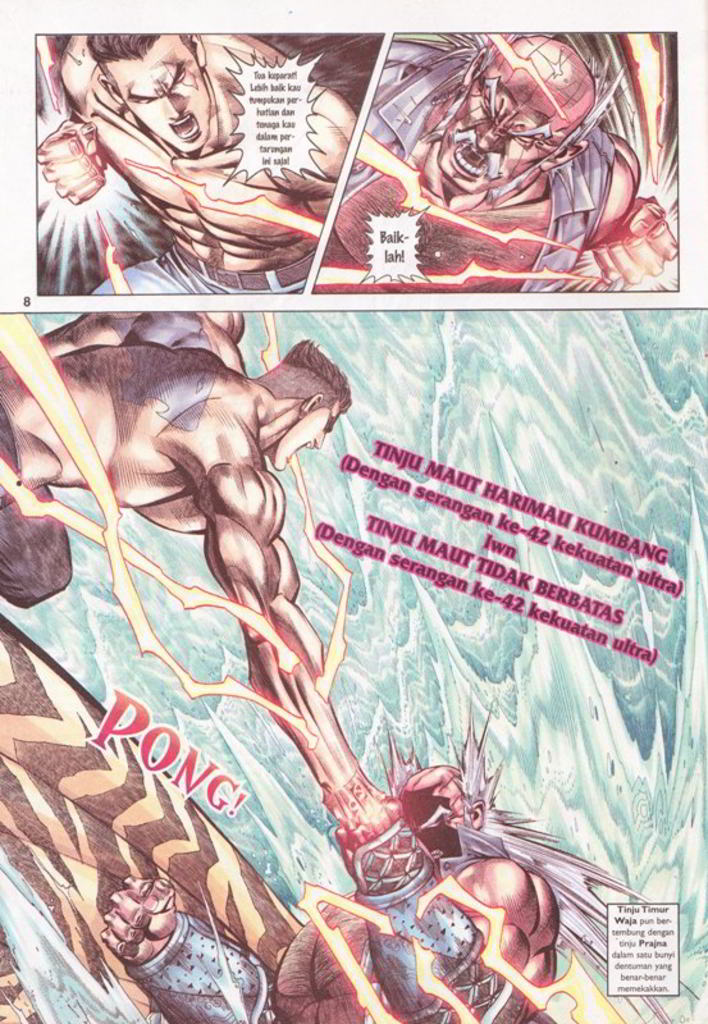 Tua keparat!
Lebih baik kau
tumpukan per-
hatian dan
tenaga kau
dalam per-
tarungan
ini saja!
Baik-
lah!
8
TINJU MAUT HARIMAU KUMBANG
(Dengan serangan ke-42 kekuatan ultra)
lwn
TINJU MAUT TIDAK BERBATAS
(Dengan serangan ke-42 kekuatan ultra)
PONG!
Tinju Timur
Waja pun ber-
tembung dengan
tinju Prajna
dalam satu bunyi
dentuman yang
benar-benar
memekakkan.